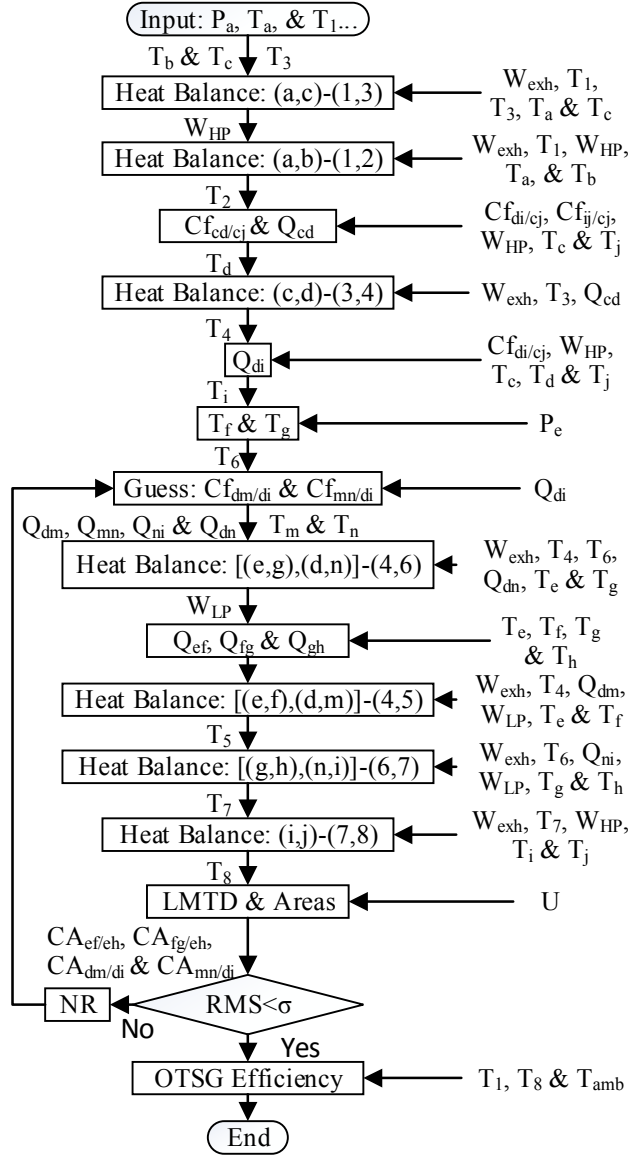 Input: Pa, Ta, & T1...
Tb & Tc T3
Heat Balance: (a,c)-(1,3)
Wexh, T1,
T3, Ta & Tc
WHP
Heat Balance: (a,b)-(1,2)
Wexh, T1, WHP,
Ta, & Tb
T2
Cfcd/cj & Qcd
Cfdi/cj, Cfij/cj,
WHP, Tc & Tj
Td
Heat Balance: (c,d)-(3,4)
Wexh, T3, Qcd
T4
Qdi
Cfdi/cj, WHP,
Tc, Td & Tj
Ti
Tf & Tg
Pe
T6
Guess: Cfdm/di & Cfmn/di
Qdi
Qdm, Qmn, Qni & Qdn Tm & Tn
Heat Balance: [(e,g),(d,n)]-(4,6)
Wexh, T4, T6,
Qdn, Te & Tg
WLP
Qef, Qfg & Qgh
Te, Tf, Tg
& Th
Heat Balance: [(e,f),(d,m)]-(4,5)
Wexh, T4, Qdm,
WLP, Te & Tf
T5
Heat Balance: [(g,h),(n,i)]-(6,7)
Wexh, T6, Qni,
WLP, Tg & Th
T7
Heat Balance: (i,j)-(7,8)
Wexh, T7, WHP,
Ti & Tj
T8
LMTD & Areas
U
CAef/eh, CAfg/eh,
CAdm/di & CAmn/di
NR
RMS<σ
No
Yes
OTSG Efficiency
T1, T8 & Tamb
End